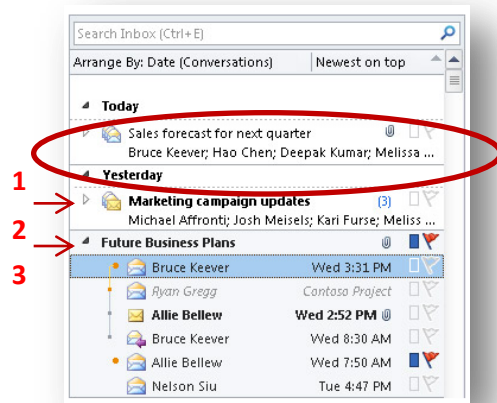 Search Inbox (Ctrl+E)
Arrange By: Date (Conversations) Newest on top
Today
Sales forecast for next quarter
Bruce Keever; Hao Chen; Deepak Kumar; Melissa ...
Yesterday
1
Marketing campaign updates (3)
Michael Affronti; Josh Meisels; Kari Furse; Meliss ...
2
Future Business Plans
3
Bruce Keever Wed 3:31 PM
Ryan Gregg Contoso Project
Allie Bellew Wed 2:52 PM
Bruce Keever Wed 8:30 AM
Allie Bellew Wed 7:50 AM
Nelson Siu Tue 4:47 PM